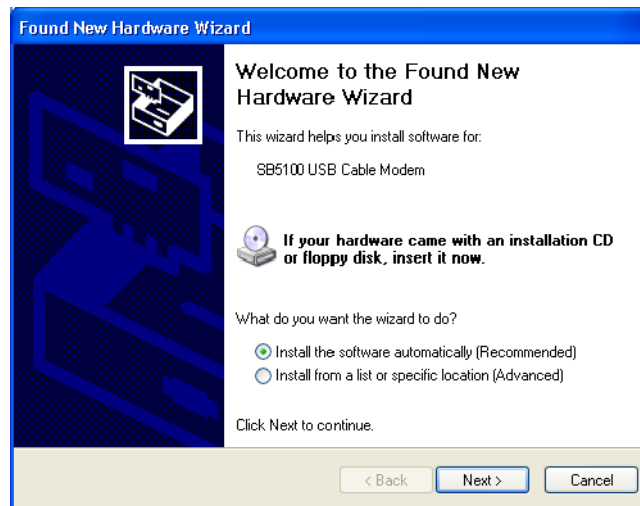 Found New Hardware Wizard
Welcome to the Found New
Hardware Wizard
This wizard helps you install software for:
SB5100 USB Cable Modem
If your hardware came with an installation CD
or floppy disk, insert it now.
What do you want the wizard to do?
Install the software automatically (Recommended)
Install from a list or specific location (Advanced)
Click Next to continue.
< Back Next > Cancel